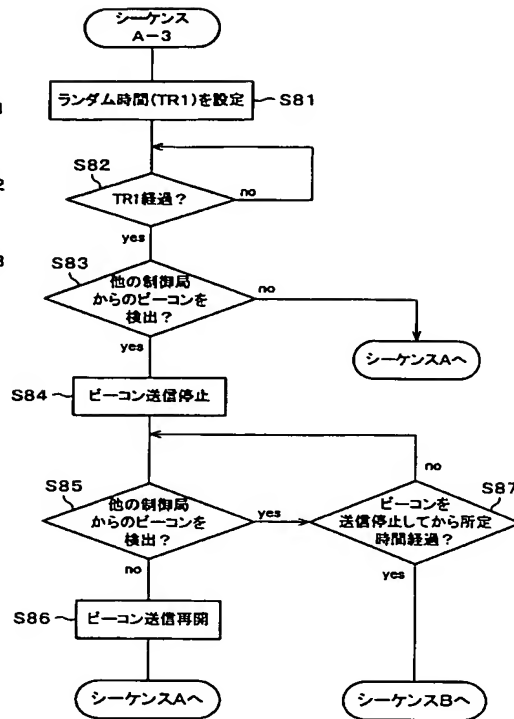 シーケンス
A-3
ランダム時間(TR1)を設定
S81
S82
TR1経過?
no
yes
S83
他の制御局
からのビーコンを
検出?
no
yes
シーケンスAへ
S84
ビーコン送信停止
S85
他の制御局
からのビーコンを
検出?
yes
no
no
S87
ビーコンを
送信停止してから所定
時間経過?
yes
S86
ビーコン送信再開
シーケンスAへ
シーケンスBへ